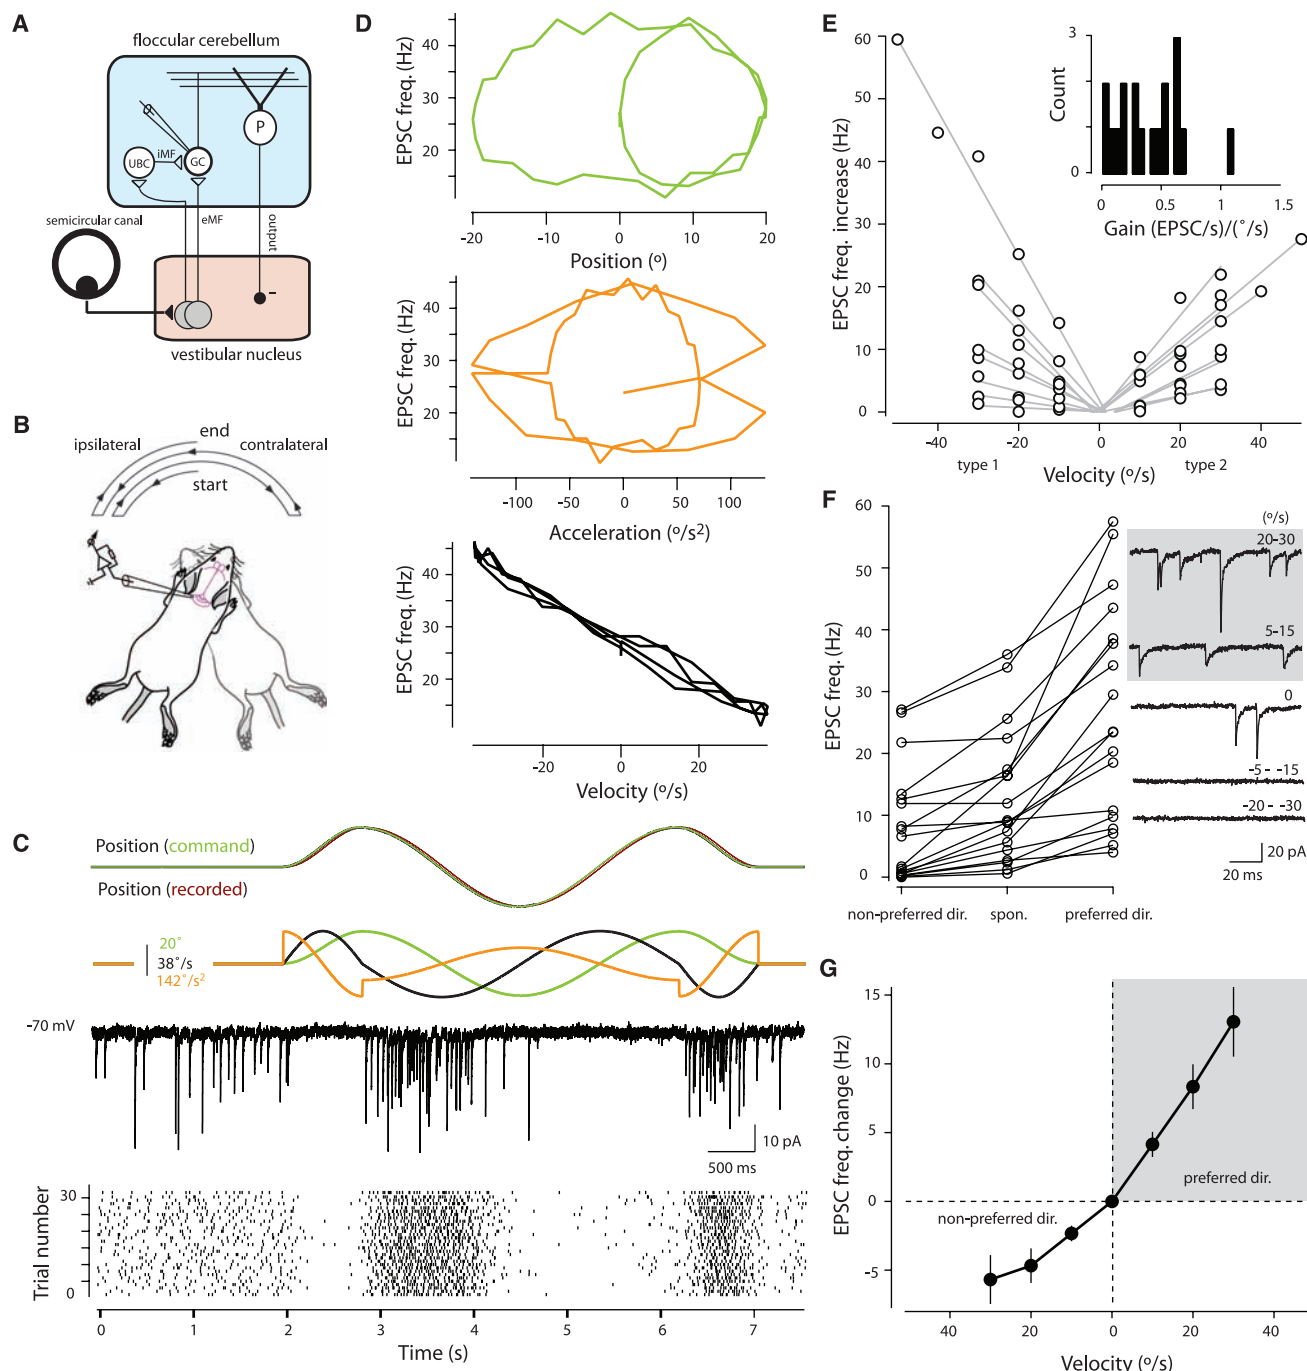 A
floccular cerebellum
P
UBC
iMF
GC
eMF
output
semicircular canal
vestibular nucleus
B
end
ipsilateral
contralateral
start
C
Position (command)
Position (recorded)
20°
38°/s
142°/s²
-70 mV
10 pA
500 ms
Trial number
30
0
0 1 2 3 4 5 6 7
Time (s)
D
EPSC freq. (Hz)
40
30
20
-20 -10 0 10 20
Position (º)
EPSC freq. (Hz)
40
30
20
-100 -50 0 50 100
Acceleration (º/s²)
EPSC freq. (Hz)
40
30
20
-20 0 20
Velocity (º/s)
E
EPSC freq. increase (Hz)
60
50
40
30
20
10
0
-40 -20 0 20 40
type 1
Velocity (º/s)
type 2
3
Count
0
0 0.5 1 1.5
Gain (EPSC/s)/(°/s)
F
EPSC freq. (Hz)
60
50
40
30
20
10
0
non-preferred dir. spon. preferred dir.
(º/s)
20-30
5-15
0
-5- -15
-20- -30
20 pA
20 ms
G
EPSC freq. change (Hz)
15
10
5
0
-5
preferred dir.
non-preferred dir.
40 20 0 20 40
Velocity (º/s)